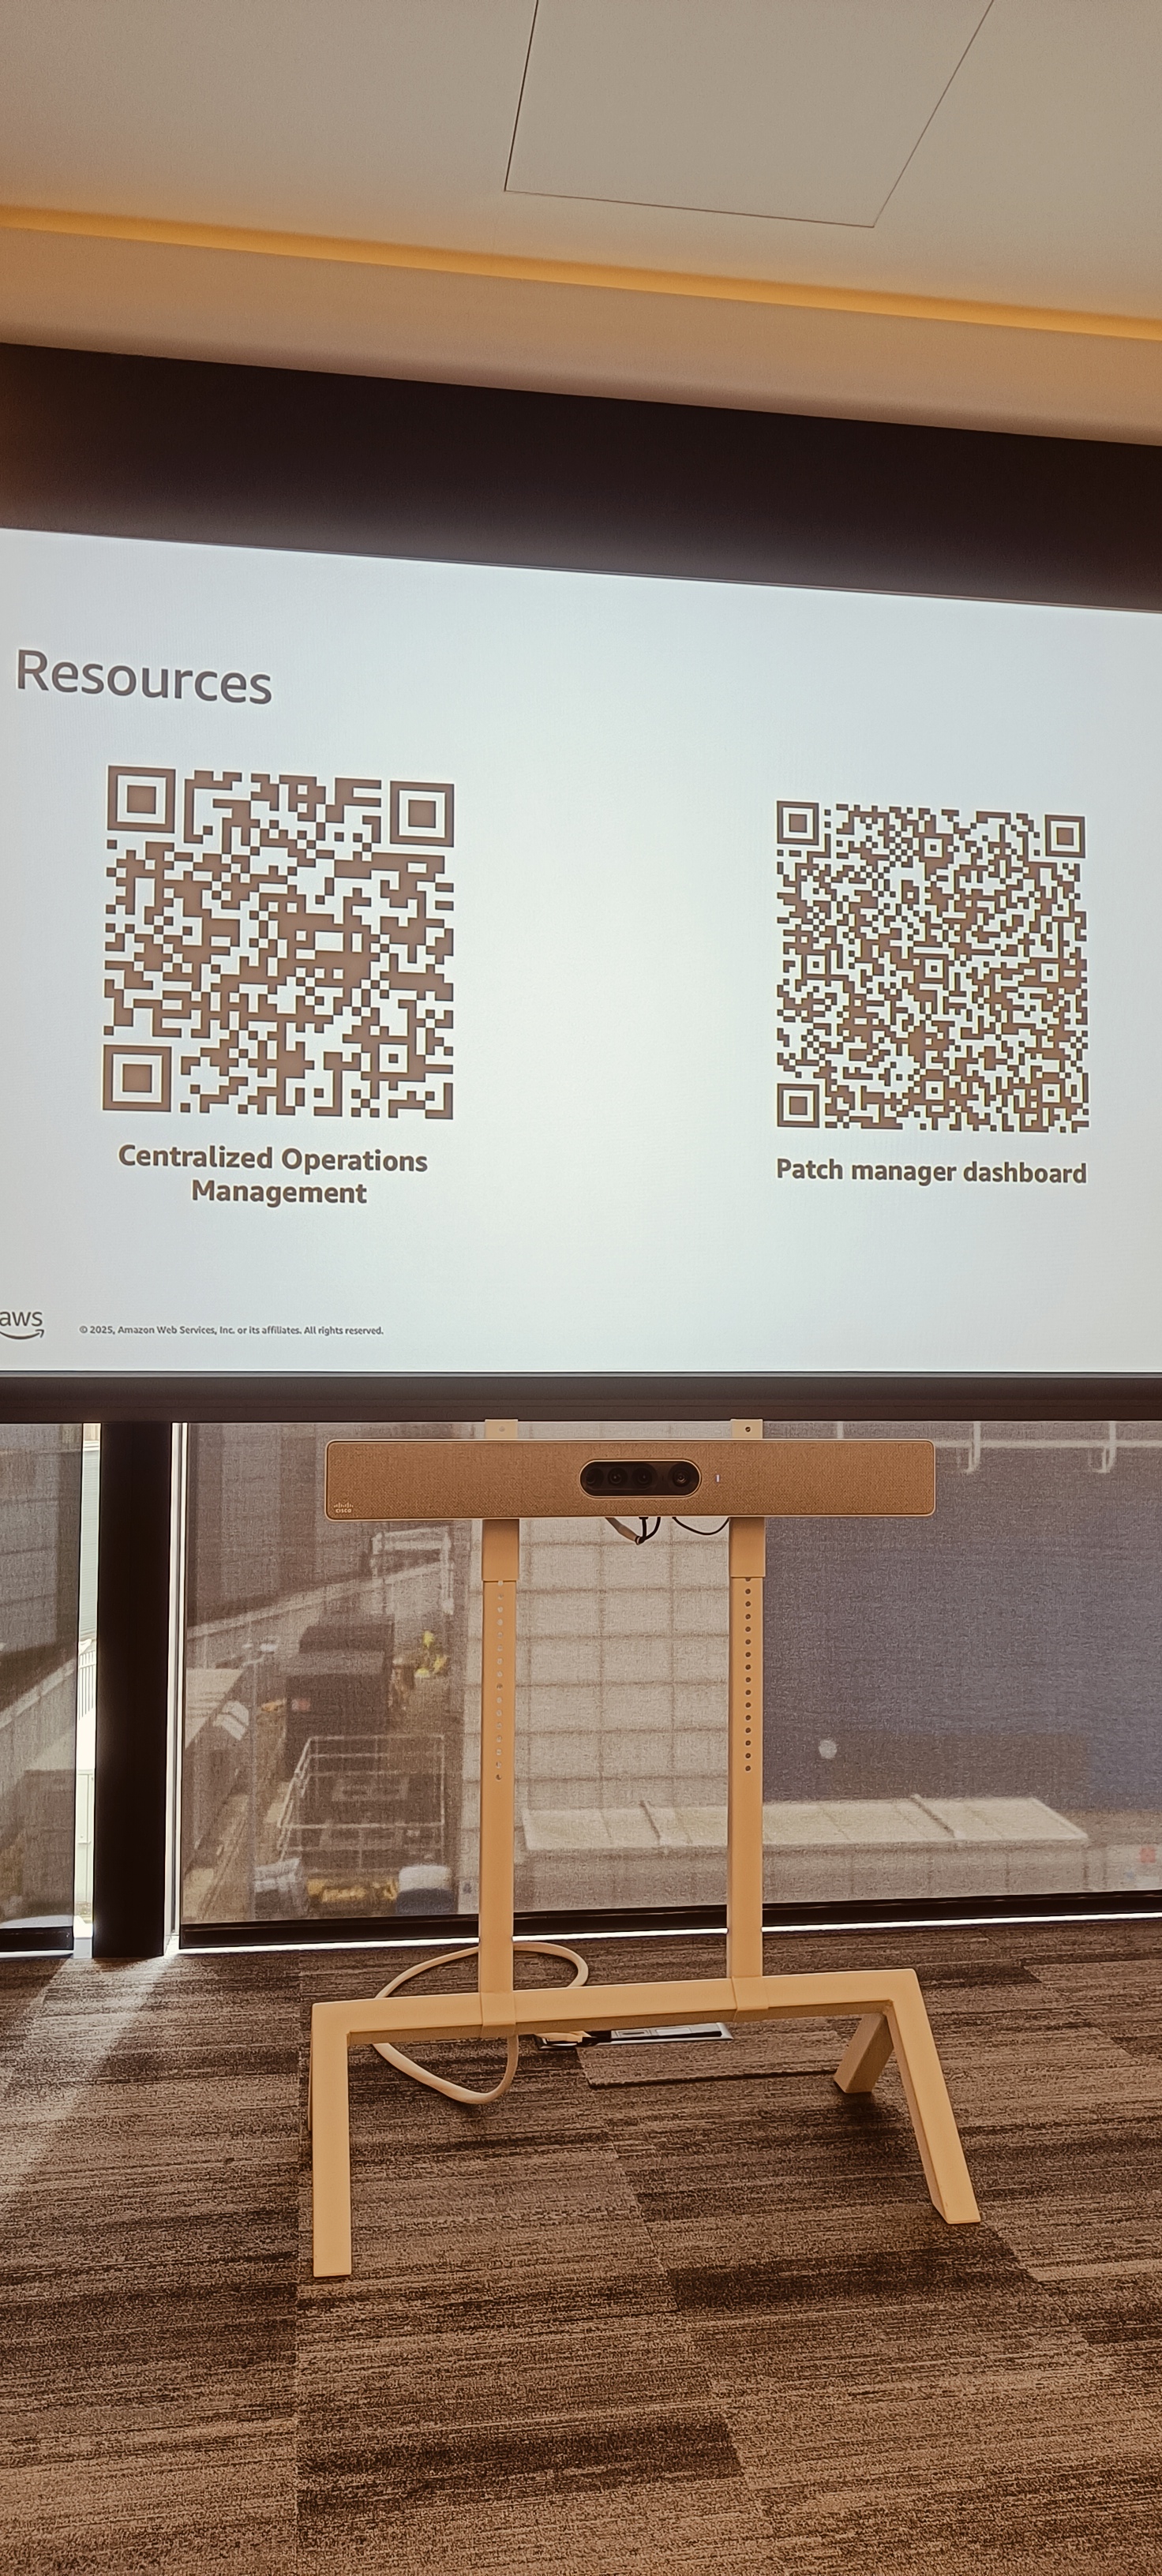 Resources
Centralized Operations
Management
Patch manager dashboard
aws
© 2025, Amazon Web Services, Inc. or its affiliates. All rights reserved.
cisco